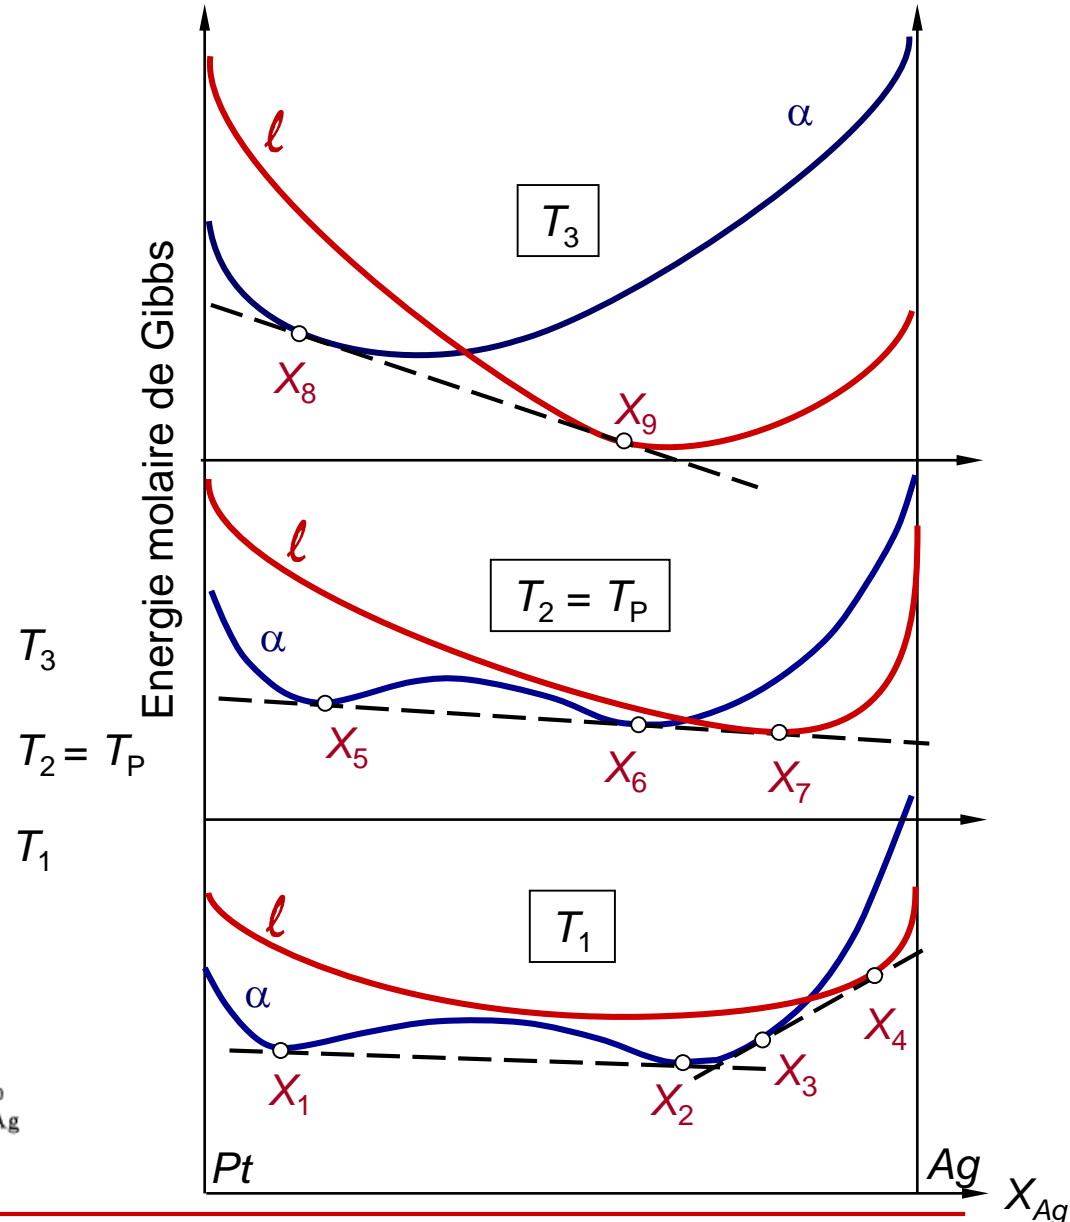 ℓ
α
T3
X8
X9
Energie molaire de Gibbs
ℓ
T2 = TP
α
T3
X5
X6
X7
T2 = TP
T1
ℓ
T1
α
X4
X3
X1
X2
Ag
Pt
Ag
XAg